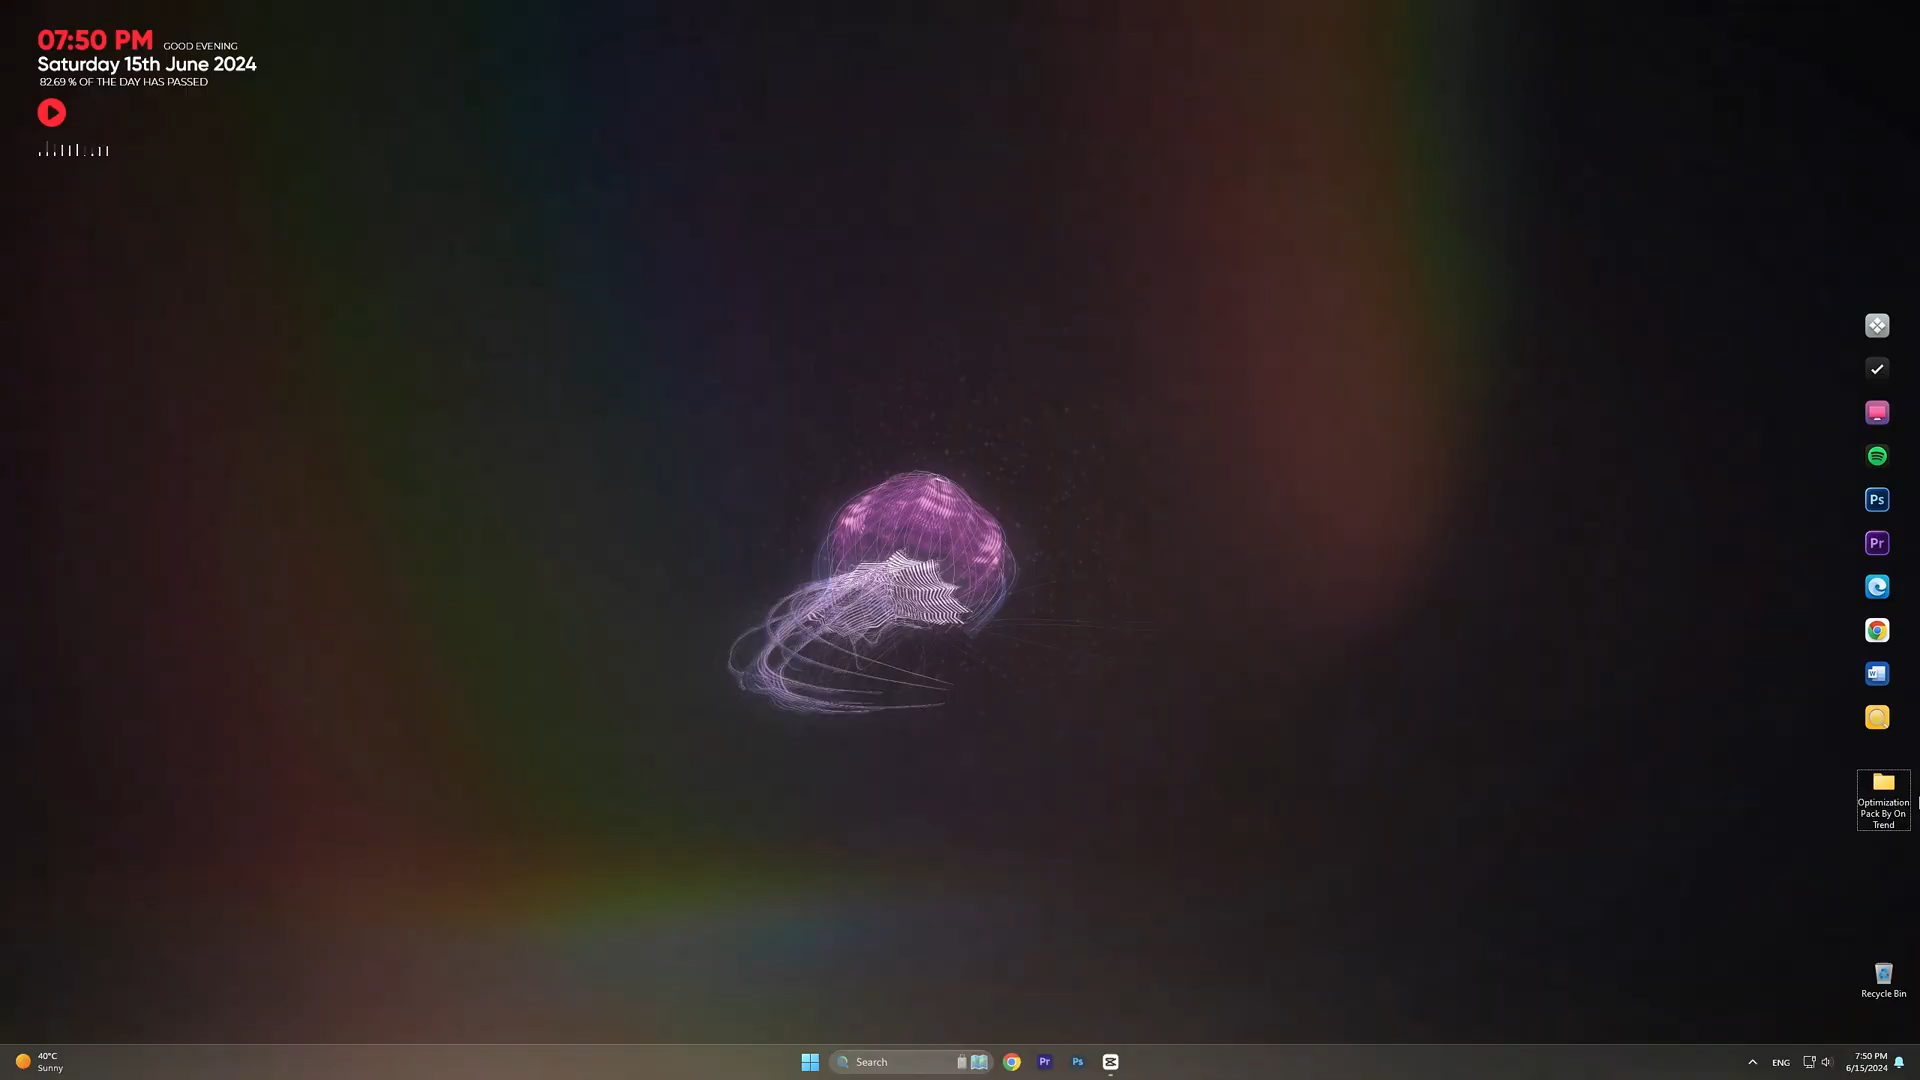 07:50 PM GOOD EVENING
Saturday 15th June 2024
82.69 % OF THE DAY HAS PASSED
Ps
Pr
W
Optimization
Pack By On
Trend
Recycle Bin
40°C
Sunny
Search
Pr
Ps
ENG
7:50 PM
6/15/2024